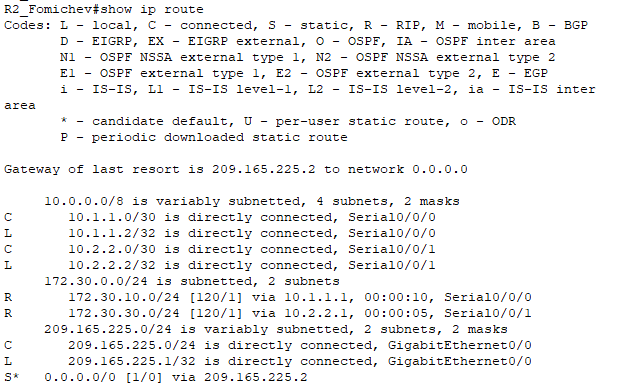 R2_Fomichev#show ip route
Codes: L - local, C - connected, S - static, R - RIP, M - mobile, B - BGP
       D - EIGRP, EX - EIGRP external, O - OSPF, IA - OSPF inter area
       N1 - OSPF NSSA external type 1, N2 - OSPF NSSA external type 2
       E1 - OSPF external type 1, E2 - OSPF external type 2, E - EGP
       i - IS-IS, L1 - IS-IS level-1, L2 - IS-IS level-2, ia - IS-IS inter
area
       * - candidate default, U - per-user static route, o - ODR
       P - periodic downloaded static route

Gateway of last resort is 209.165.225.2 to network 0.0.0.0

     10.0.0.0/8 is variably subnetted, 4 subnets, 2 masks
C       10.1.1.0/30 is directly connected, Serial0/0/0
L       10.1.1.2/32 is directly connected, Serial0/0/0
C       10.2.2.0/30 is directly connected, Serial0/0/1
L       10.2.2.2/32 is directly connected, Serial0/0/1
     172.30.0.0/24 is subnetted, 2 subnets
R       172.30.10.0/24 [120/1] via 10.1.1.1, 00:00:10, Serial0/0/0
R       172.30.30.0/24 [120/1] via 10.2.2.1, 00:00:05, Serial0/0/1
     209.165.225.0/24 is variably subnetted, 2 subnets, 2 masks
C       209.165.225.0/24 is directly connected, GigabitEthernet0/0
L       209.165.225.1/32 is directly connected, GigabitEthernet0/0
S*   0.0.0.0/0 [1/0] via 209.165.225.2